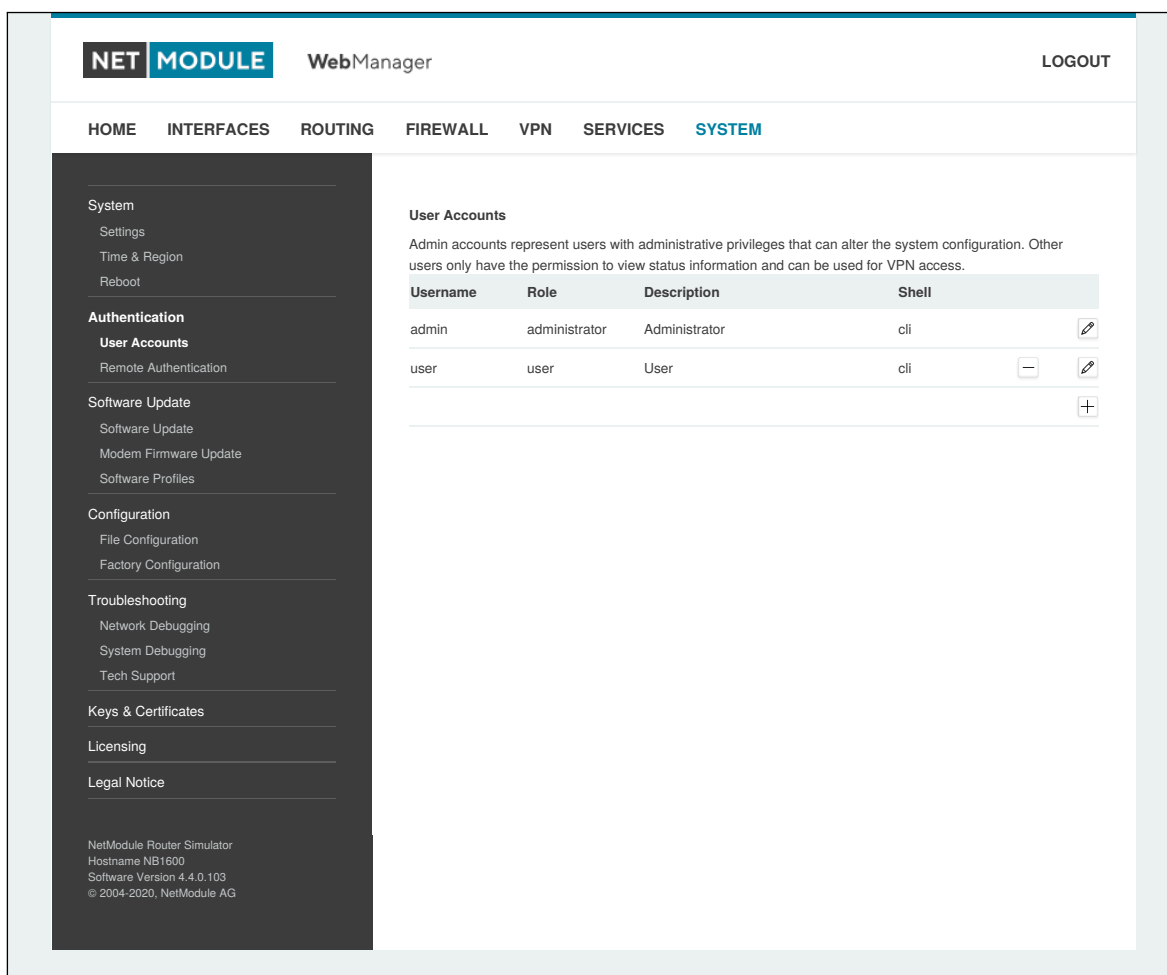 NET MODULE WebManager LOGOUT
HOME INTERFACES ROUTING FIREWALL VPN SERVICES SYSTEM
System
Settings
Time & Region
Reboot
Authentication
User Accounts
Remote Authentication
Software Update
Software Update
Modem Firmware Update
Software Profiles
Configuration
File Configuration
Factory Configuration
Troubleshooting
Network Debugging
System Debugging
Tech Support
Keys & Certificates
Licensing
Legal Notice
NetModule Router Simulator
Hostname NB1600
Software Version 4.4.0.103
© 2004-2020, NetModule AG
User Accounts
Admin accounts represent users with administrative privileges that can alter the system configuration. Other
users only have the permission to view status information and can be used for VPN access.
Username Role Description Shell
admin administrator Administrator cli
user user User cli